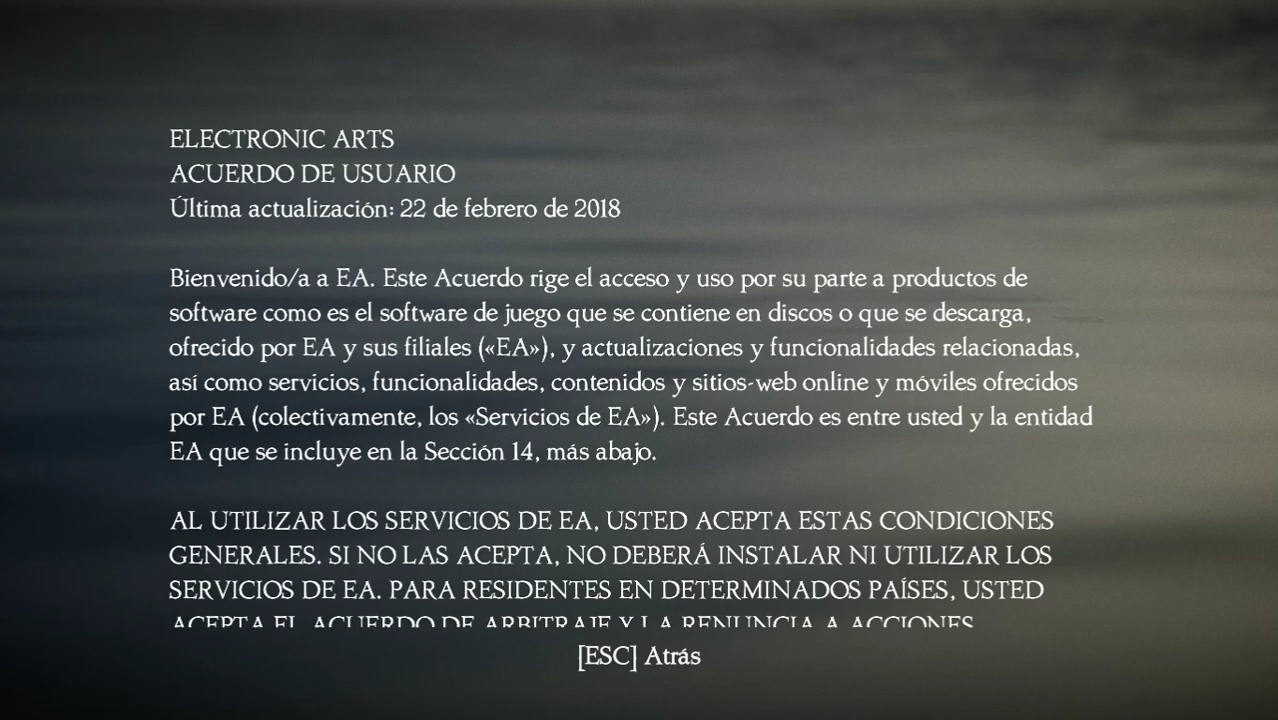 ELECTRONIC ARTS
ACUERDO DE USUARIO
Última actualización: 22 de febrero de 2018
Bienvenido/a a EA. Este Acuerdo rige el acceso y uso por su parte a productos de
software como es el software de juego que se contiene en discos o que se descarga,
ofrecido por EA y sus filiales («EA»), y actualizaciones y funcionalidades relacionadas,
así como servicios, funcionalidades, contenidos y sitios-web online y móviles ofrecidos
por EA (colectivamente, los «Servicios de EA»). Este Acuerdo es entre usted y la entidad
EA que se incluye en la Sección 14, más abajo.
AL UTILIZAR LOS SERVICIOS DE EA, USTED ACEPTA ESTAS CONDICIONES
GENERALES. SI NO LAS ACEPTA, NO DEBERÁ INSTALAR NI UTILIZAR LOS
SERVICIOS DE EA. PARA RESIDENTES EN DETERMINADOS PAÍSES, USTED
ACEPTA EL ACUERDO DE ARBITRAJE Y LA RENUNCIA A ACCIONES
[ESC] Atrás